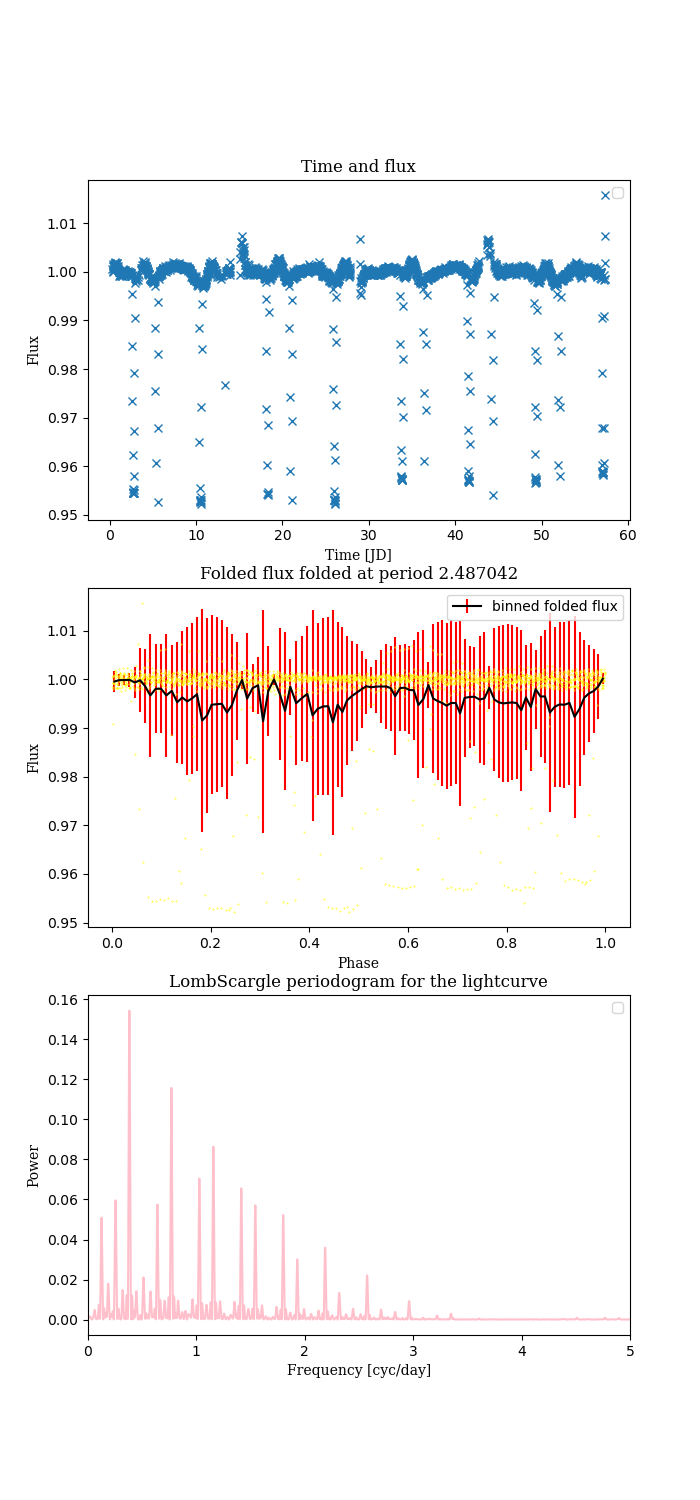 Time and flux
1.01
1.00
0.99
0.98
0.97
0.96
0.95
Flux
0 10 20 30 40 50 60
Time [JD]
Folded flux folded at period 2.487042
binned folded flux
1.01
1.00
0.99
0.98
0.97
0.96
0.95
Flux
0.0 0.2 0.4 0.6 0.8 1.0
Phase
LombScargle periodogram for the lightcurve
0.16
0.14
0.12
0.10
0.08
0.06
0.04
0.02
0.00
Power
0 1 2 3 4 5
Frequency [cyc/day]